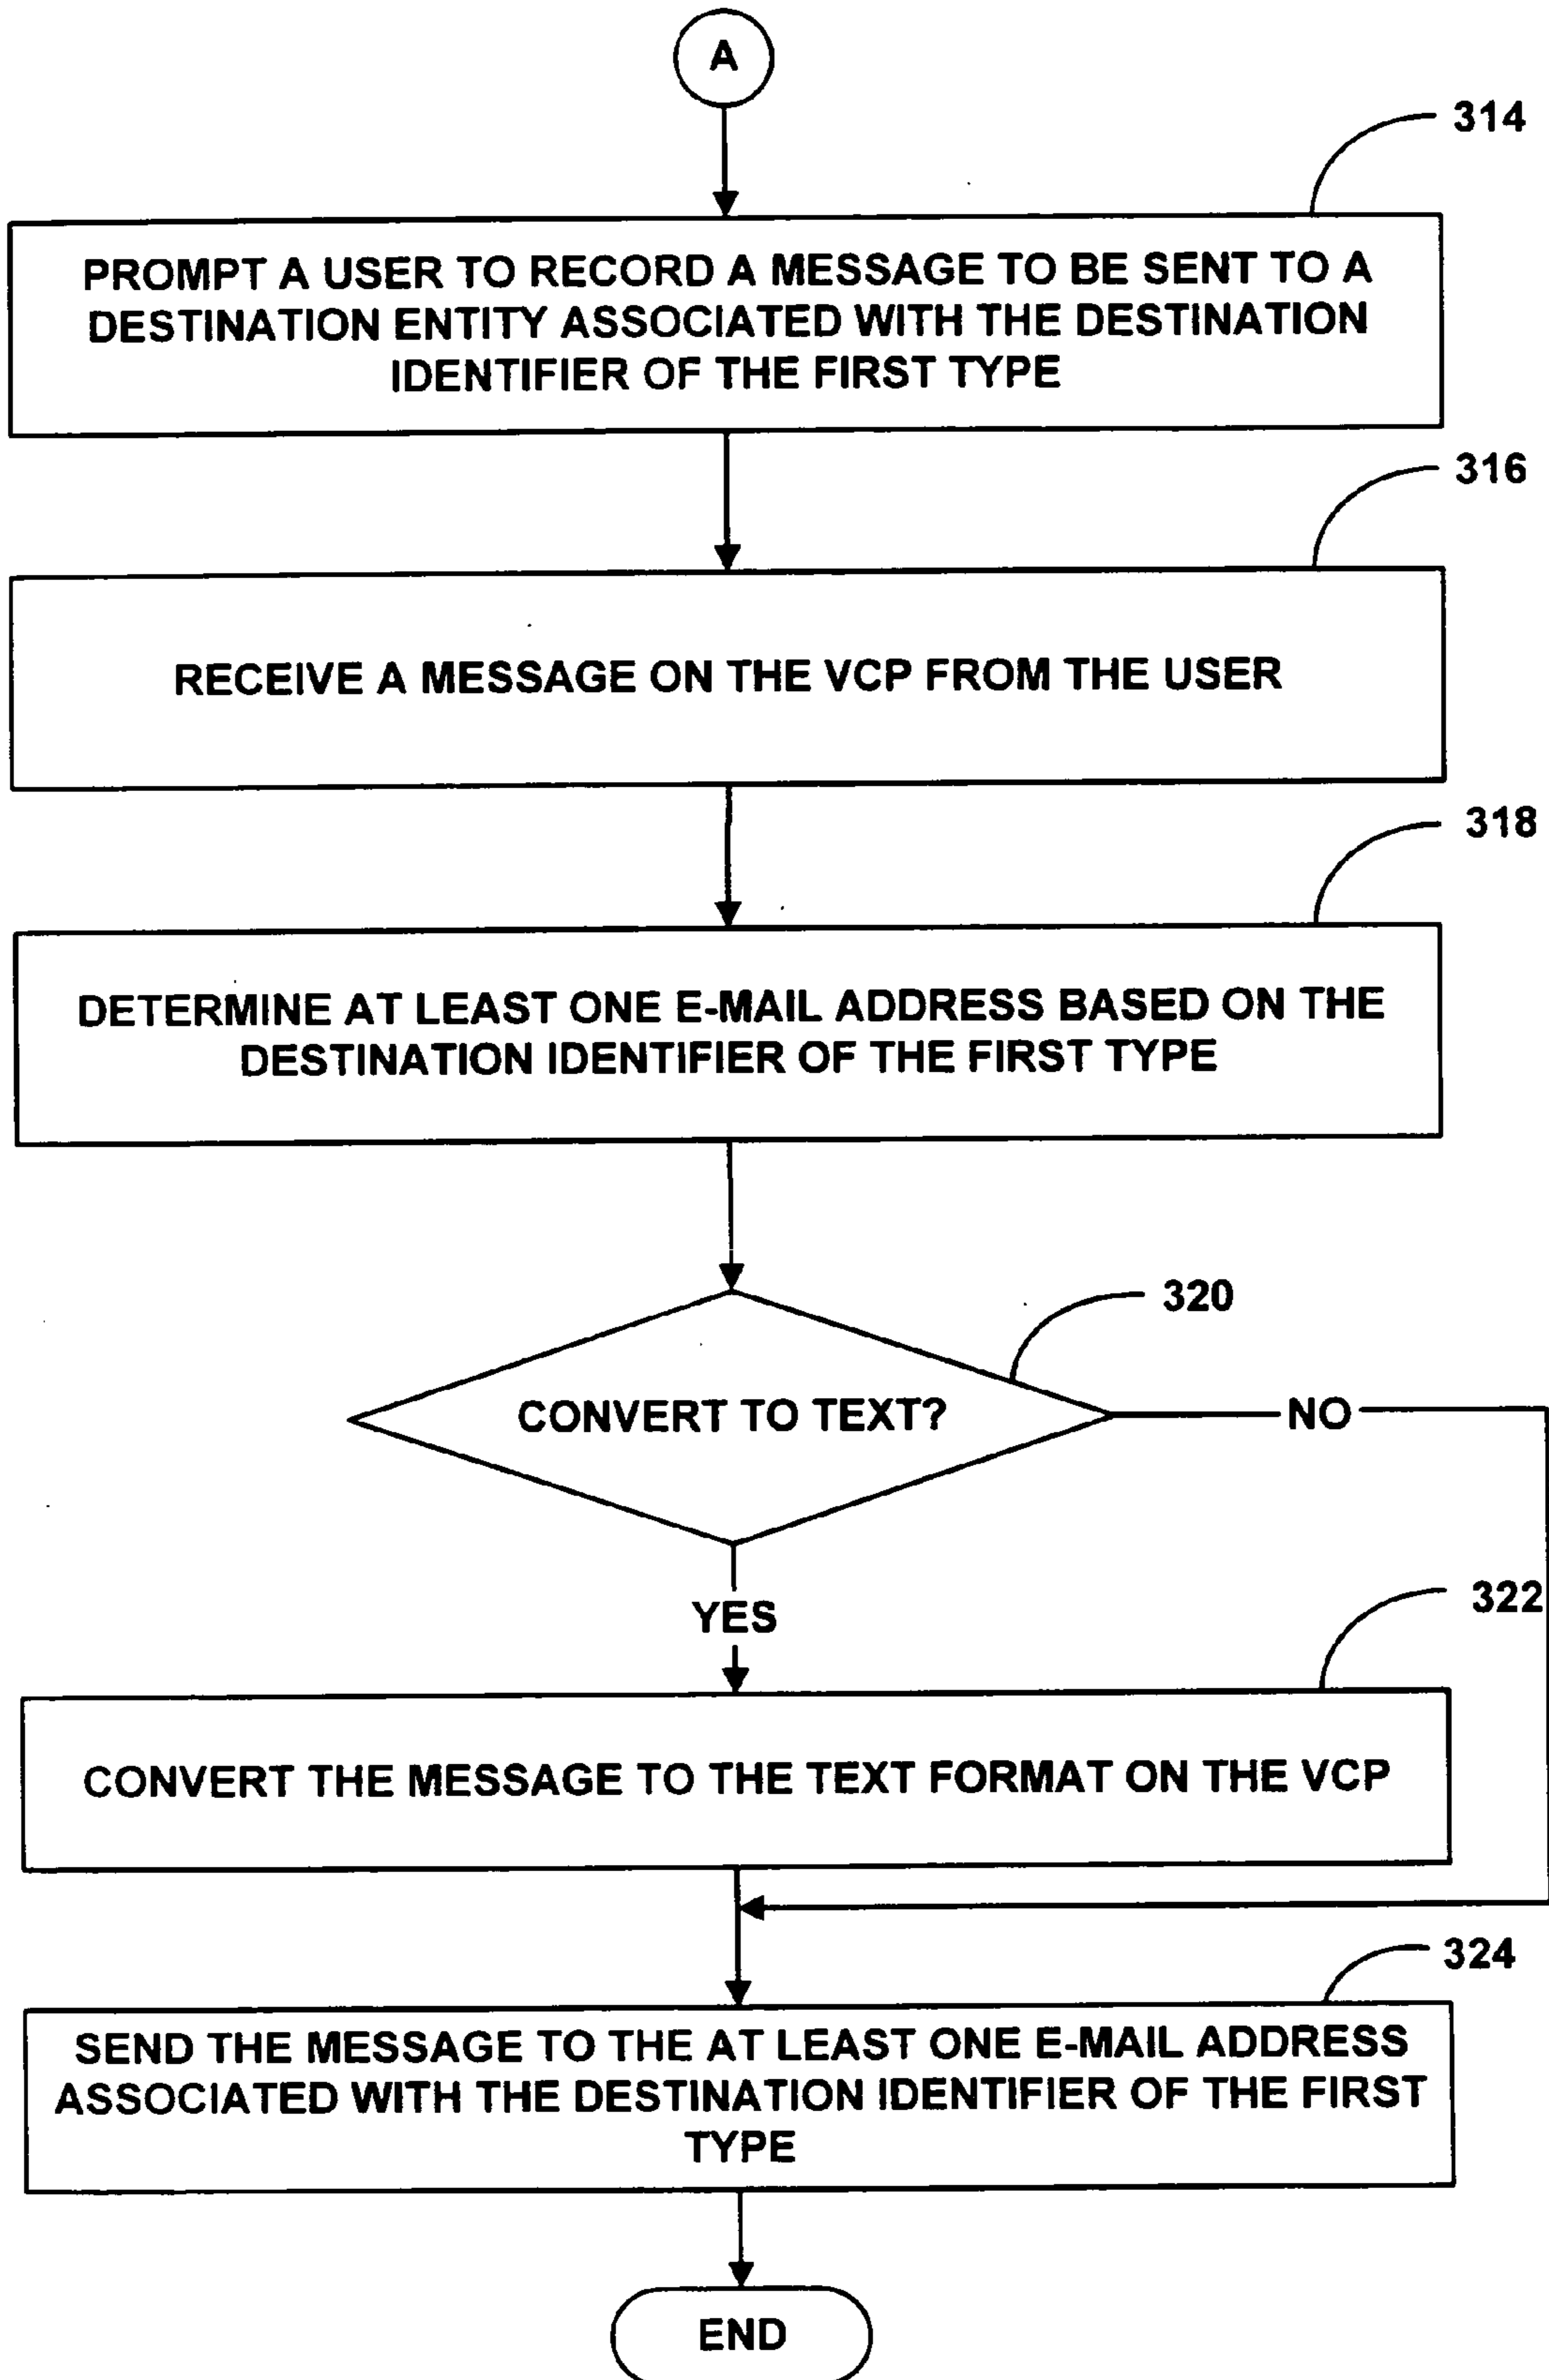 A
314
PROMPT A USER TO RECORD A MESSAGE TO BE SENT TO A
DESTINATION ENTITY ASSOCIATED WITH THE DESTINATION
IDENTIFIER OF THE FIRST TYPE
316
RECEIVE A MESSAGE ON THE VCP FROM THE USER
318
DETERMINE AT LEAST ONE E-MAIL ADDRESS BASED ON THE
DESTINATION IDENTIFIER OF THE FIRST TYPE
320
CONVERT TO TEXT?
NO
YES
322
CONVERT THE MESSAGE TO THE TEXT FORMAT ON THE VCP
324
SEND THE MESSAGE TO THE AT LEAST ONE E-MAIL ADDRESS
ASSOCIATED WITH THE DESTINATION IDENTIFIER OF THE FIRST
TYPE
END